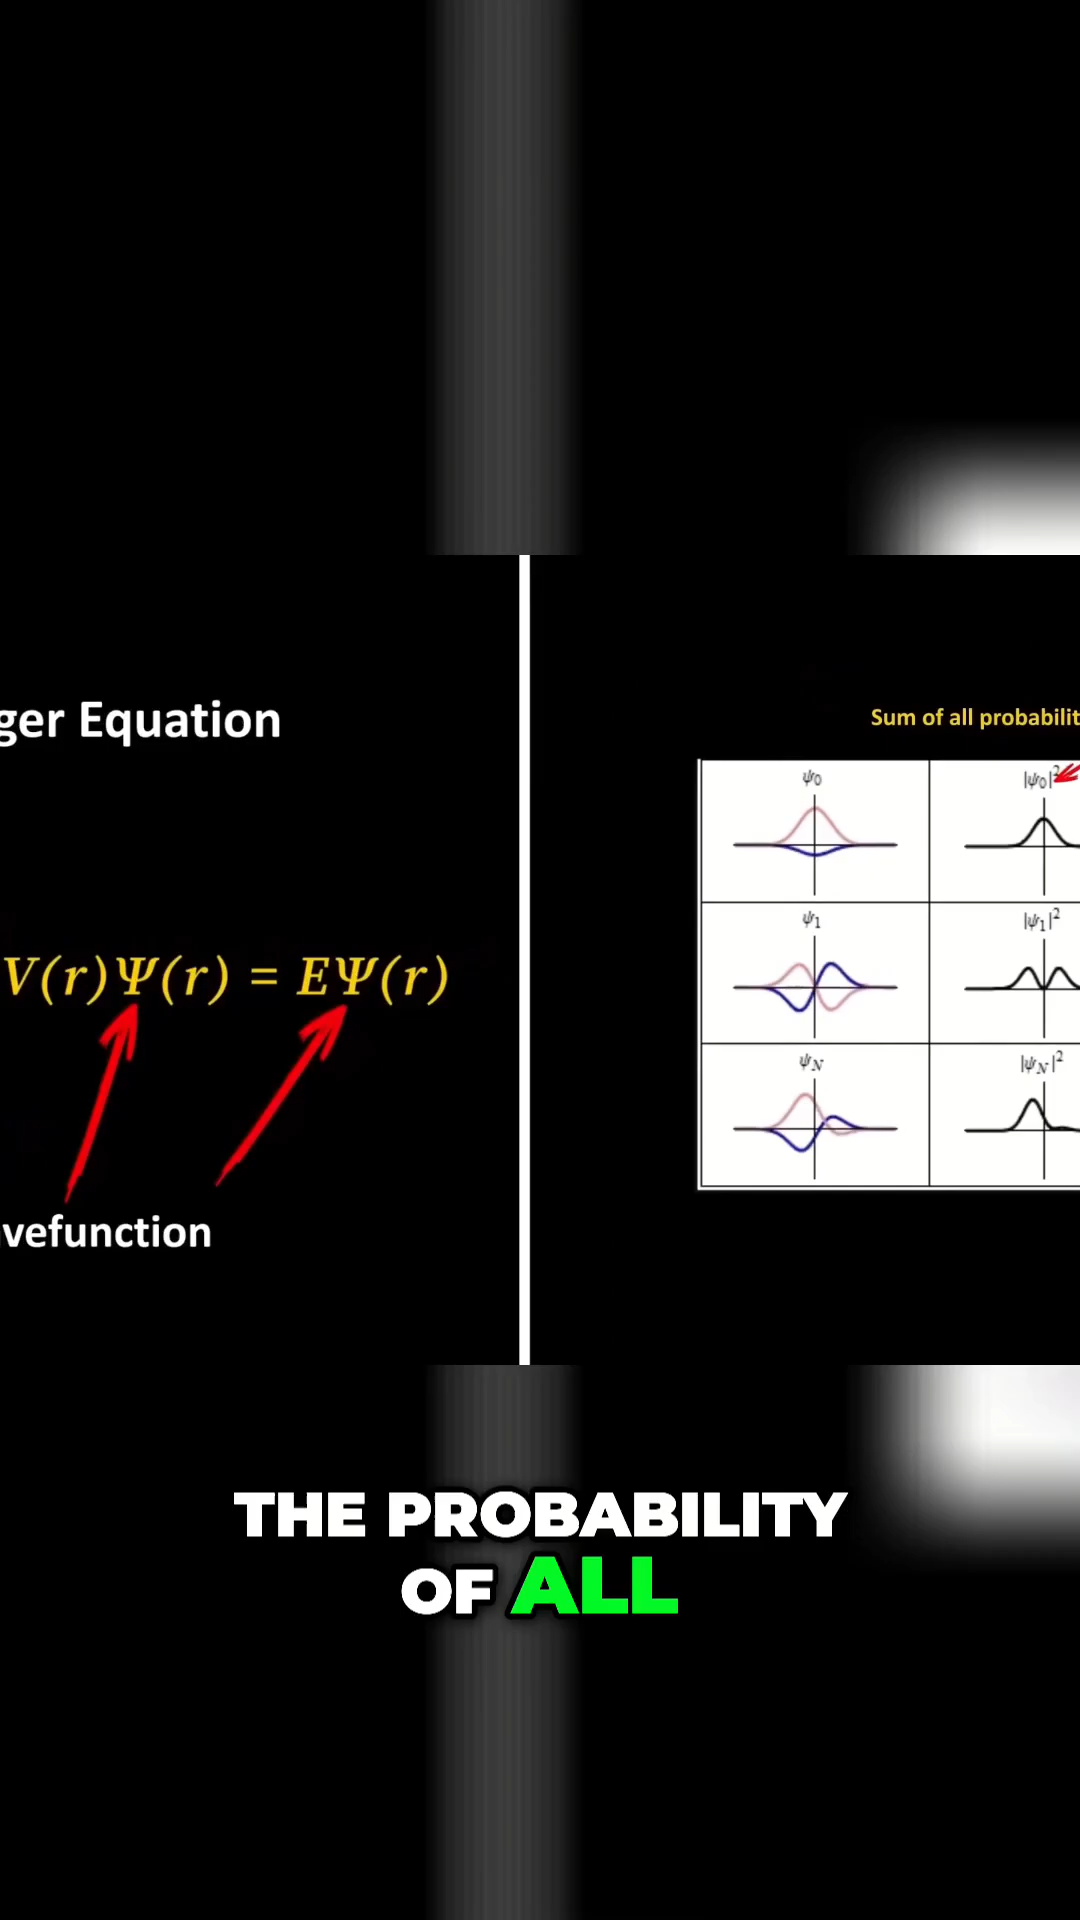 ger Equation
V(r)Ψ(r) = EΨ(r)
vefunction
Sum of all probabilit
ψ0
|ψ0|²
ψ1
|ψ1|²
ψN
|ψN|²
THE PROBABILITY
OF ALL